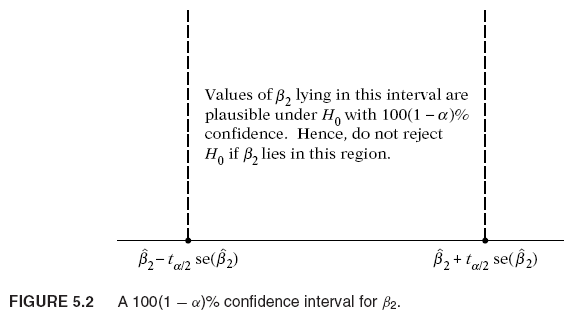 Values of β₂ lying in this interval are
plausible under H₀ with 100(1 – α)%
confidence. Hence, do not reject
H₀ if β₂ lies in this region.
β̂₂ – tα/2 se(β̂₂)
β̂₂ + tα/2 se(β̂₂)
FIGURE 5.2 A 100(1 – α)% confidence interval for β₂.